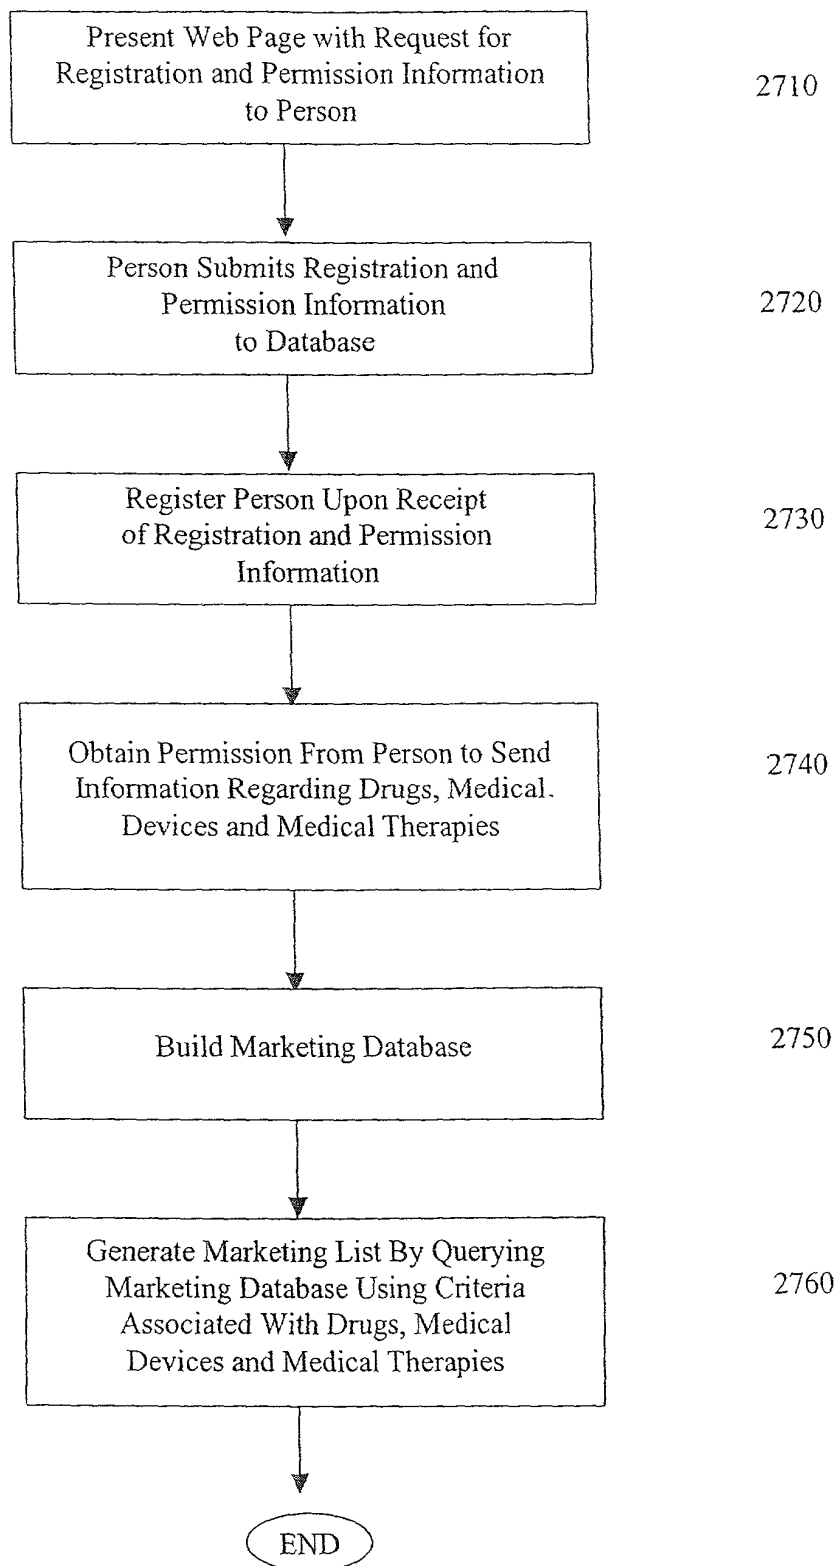 Present Web Page with Request for
Registration and Permission Information
to Person
2710
Person Submits Registration and
Permission Information
to Database
2720
Register Person Upon Receipt
of Registration and Permission
Information
2730
Obtain Permission From Person to Send
Information Regarding Drugs, Medical.
Devices and Medical Therapies
2740
Build Marketing Database
2750
Generate Marketing List By Querying
Marketing Database Using Criteria
Associated With Drugs, Medical
Devices and Medical Therapies
2760
END